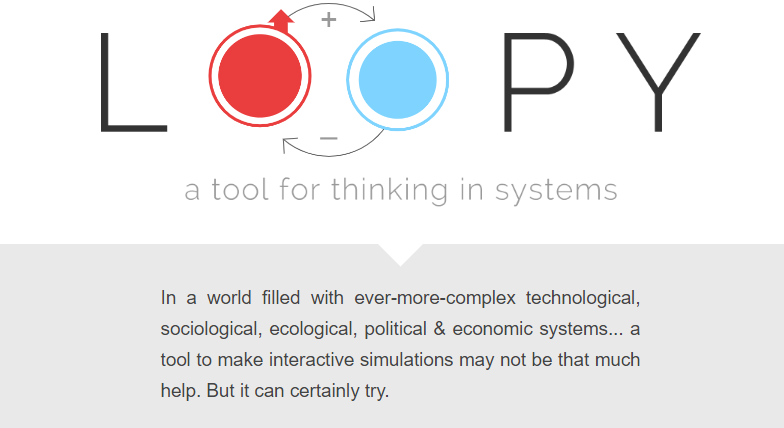 LOOPY
+
−
a tool for thinking in systems
In a world filled with ever-more-complex technological,
sociological, ecological, political & economic systems... a
tool to make interactive simulations may not be that much
help. But it can certainly try.